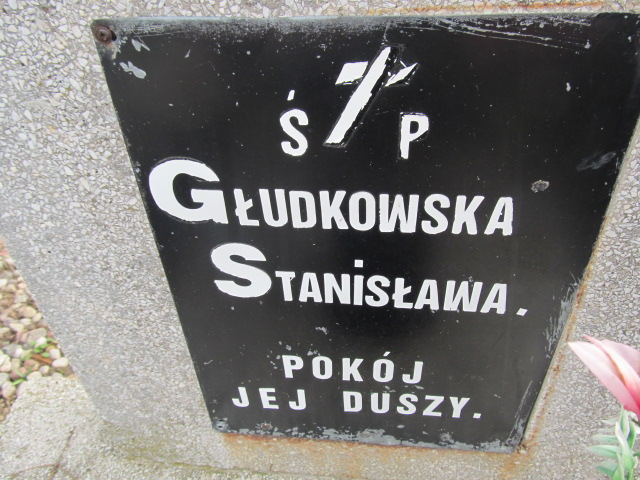 Ś P
GŁUDKOWSKA
STANiSŁAWA.
POKÓJ
JEJ DUSZY.